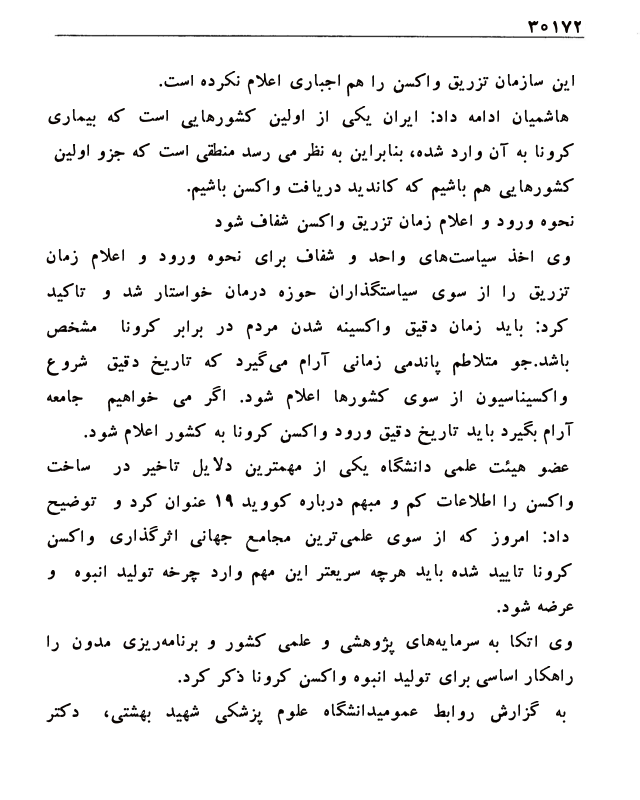 ۳۰۱۷۲
این سازمان تزریق واکسن را هم اجباری اعلام نکرده است.
هاشمیان ادامه داد: ایران یکی از اولین کشورهایی است که بیماری
کرونا به آن وارد شده، بنابراین به نظر می رسد منطقی است که جزو اولین
کشورهایی هم باشیم که کاندید دریافت واکسن باشیم.
نحوه ورود و اعلام زمان تزریق واکسن شفاف شود
وی اخذ سیاست‌های واحد و شفاف برای نحوه ورود و اعلام زمان
تزریق را از سوی سیاستگذاران حوزه درمان خواستار شد و تاکید
کرد: باید زمان دقیق واکسینه شدن مردم در برابر کرونا مشخص
باشد.جو متلاطم پاندمی زمانی آرام می‌گیرد که تاریخ دقیق شروع
واکسیناسیون از سوی کشورها اعلام شود. اگر می خواهیم جامعه
آرام بگیرد باید تاریخ دقیق ورود واکسن کرونا به کشور اعلام شود.
عضو هیئت علمی دانشگاه یکی از مهمترین دلایل تاخیر در ساخت
واکسن را اطلاعات کم و مبهم درباره کووید ۱۹ عنوان کرد و توضیح
داد: امروز که از سوی علمی‌ترین مجامع جهانی اثرگذاری واکسن
کرونا تایید شده باید هرچه سریعتر این مهم وارد چرخه تولید انبوه و
عرضه شود.
وی اتکا به سرمایه‌های پژوهشی و علمی کشور و برنامه‌ریزی مدون را
راهکار اساسی برای تولید انبوه واکسن کرونا ذکر کرد.
به گزارش روابط عمومیدانشگاه علوم پزشکی شهید بهشتی، دکتر